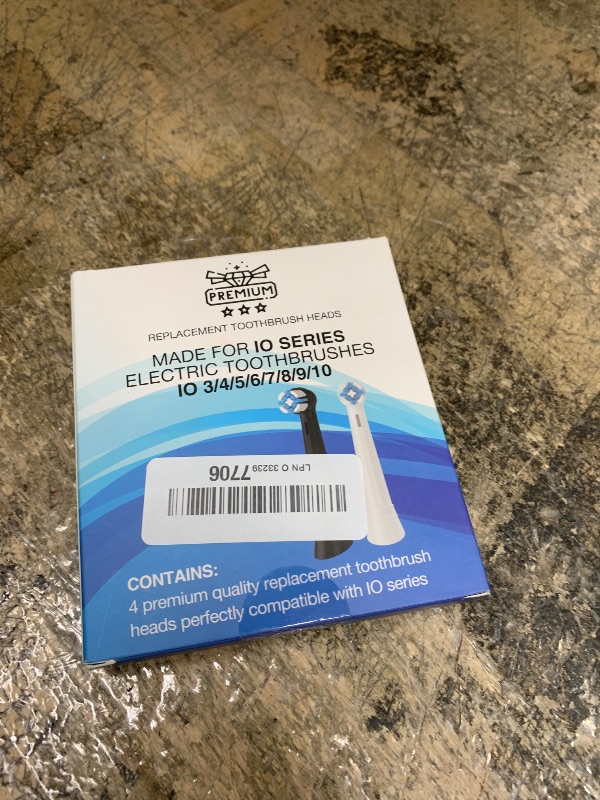 PREMIUM
REPLACEMENT TOOTHBRUSH HEADS
MADE FOR IO SERIES
ELECTRIC TOOTHBRUSHES
IO 3/4/5/6/7/8/9/10
LPN O 33239 7706
CONTAINS:
4 premium quality replacement toothbrush
heads perfectly compatible with IO series